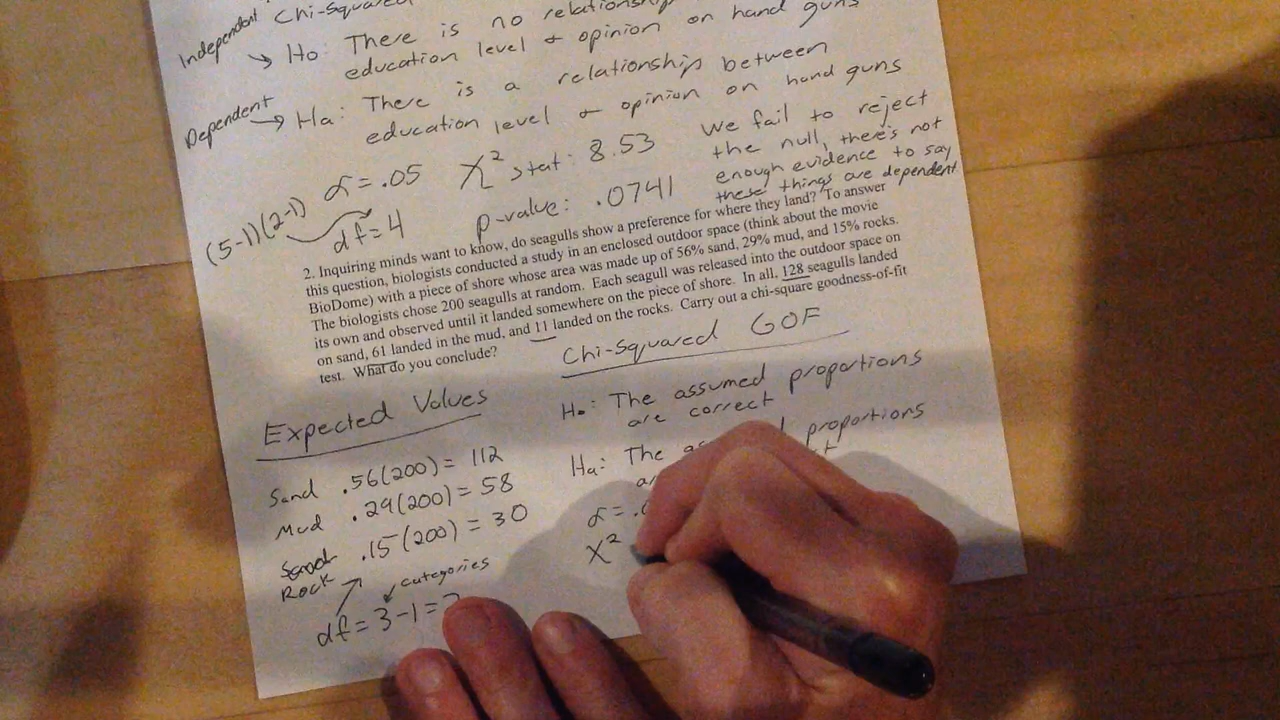 Independent Chi-Squared
→ Ho: There is no relationship
education level + opinion on hand guns
Dependent → Ha: There is a relationship between
education level + opinion on hand guns
(5-1)(2-1) α = .05 X² stat: 8.53
df = 4 p-value: .0741
We fail to reject
the null, there's not
enough evidence to say
these things are dependent
2. Inquiring minds want to know, do seagulls show a preference for where they land? To answer
this question, biologists conducted a study in an enclosed outdoor space (think about the movie
BioDome) with a piece of shore whose area was made up of 56% sand, 29% mud, and 15% rocks.
The biologists chose 200 seagulls at random. Each seagull was released into the outdoor space on
its own and observed until it landed somewhere on the piece of shore. In all, 128 seagulls landed
on sand, 61 landed in the mud, and 11 landed on the rocks. Carry out a chi-square goodness-of-fit
test. What do you conclude?
Chi-Squared GOF
Expected Values
Sand .56(200) = 112
Mud .29(200) = 58
Rock .15(200) = 30
df = 3-1=
categories
Ho: The assumed proportions
are correct
Ha: The proportions
α = .
X²